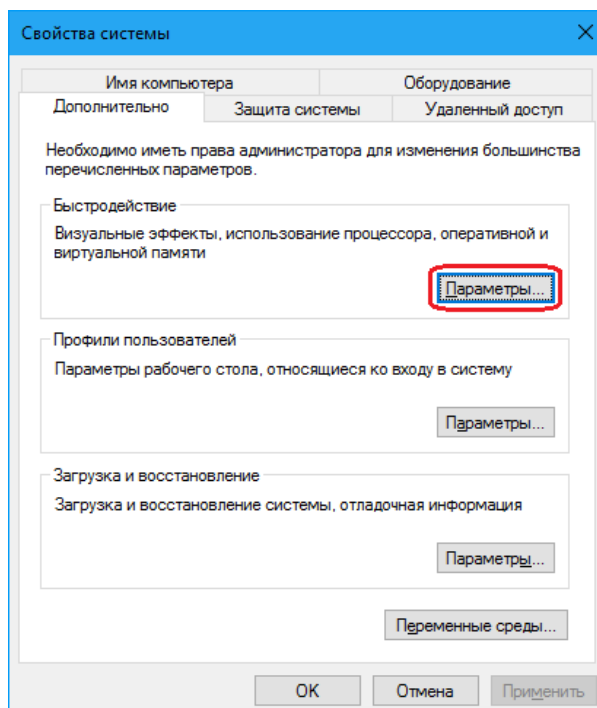 Свойства системы
Имя компьютера
Оборудование
Дополнительно
Защита системы
Удаленный доступ
Необходимо иметь права администратора для изменения большинства
перечисленных параметров.
Быстродействие
Визуальные эффекты, использование процессора, оперативной и
виртуальной памяти
Параметры...
Профили пользователей
Параметры рабочего стола, относящиеся ко входу в систему
Параметры...
Загрузка и восстановление
Загрузка и восстановление системы, отладочная информация
Параметры...
Переменные среды...
ОК
Отмена
Применить